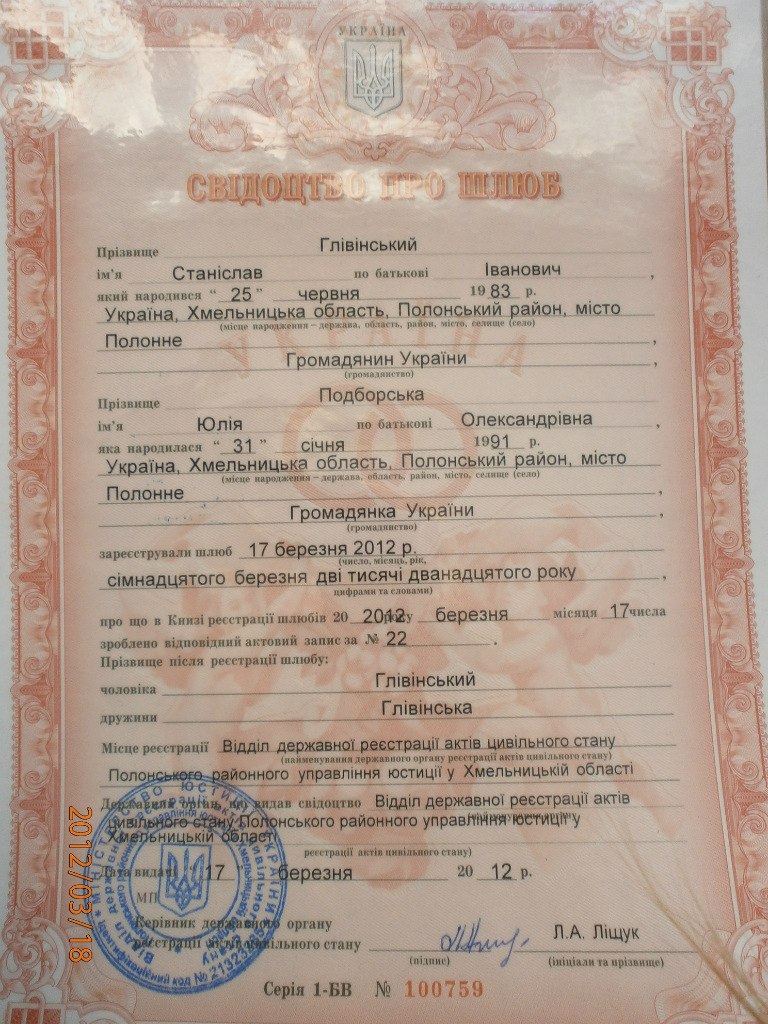 УКРАЇНА
СВІДОЦТВО ПРО ШЛЮБ
Прізвище Глівінський
ім'я Станіслав по батькові Іванович,
який народився "25" червня 1983 р.
Україна, Хмельницька область, Полонський район, місто
(місце народження – держава, область, район, місто, селище (село)
Полонне,
Громадянин України,
(громадянство)
УКРАЇНА
Прізвище Подборська
ім'я Юлія по батькові Олександрівна
яка народилася "31" січня 1991 р.
Україна, Хмельницька область, Полонський район, місто
(місце народження – держава, область, район, місто, селище (село)
Полонне,
Громадянка України,
(громадянство)
зареєстрували шлюб 17 березня 2012 р.
(число, місяць, рік,
сімнадцятого березня дві тисячі дванадцятого року,
цифрами та словами)
про що в Книзі реєстрації шлюбів 20 2012 року березня місяця 17 числа
зроблено відповідний актовий запис за № 22.
Прізвище після реєстрації шлюбу:
чоловіка Глівінський
дружини Глівінська
Місце реєстрації Відділ державної реєстрації актів цивільного стану
(найменування державного органу реєстрації актів цивільного стану)
Полонського районного управління юстиції у Хмельницькій області
Державний орган, що видав свідоцтво Відділ державної реєстрації актів
цивільного стану Полонського районного управління юстиції у
Хмельницькій області
реєстрації актів цивільного стану)
Дата видачі 17 березня 2012 р.
МП
Керівник державного органу
реєстрації актів цивільного стану Л.А. Ліщук
(підпис) (ініціали та прізвище)
Серія 1-БВ № 100759
2012/03/18